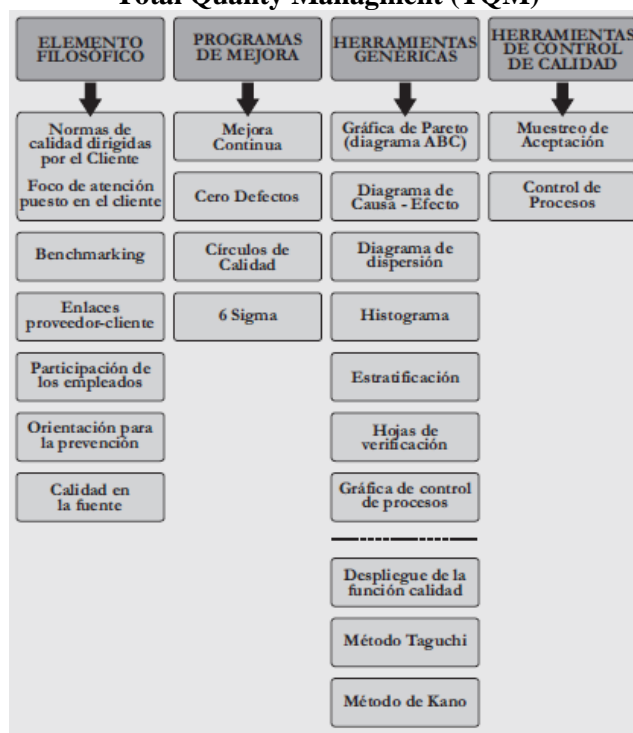 Total Quality Managment (TQM)
ELEMENTO
FILOSÓFICO
Normas de
calidad dirigidas
por el Cliente
Foco de atención
puesto en el cliente
Benchmarking
Enlaces
proveedor-cliente
Participación de
los empleados
Orientación para
la prevención
Calidad en
la fuente
PROGRAMAS
DE MEJORA
Mejora
Continua
Cero Defectos
Círculos de
Calidad
6 Sigma
HERRAMIENTAS
GENÉRICAS
Gráfica de Pareto
(diagrama ABC)
Diagrama de
Causa - Efecto
Diagrama de
dispersión
Histograma
Estratificación
Hojas de
verificación
Gráfica de control
de procesos
Despliegue de la
función calidad
Método Taguchi
Método de Kano
HERRAMIENTAS
DE CONTROL
DE CALIDAD
Muestreo de
Aceptación
Control de
Procesos